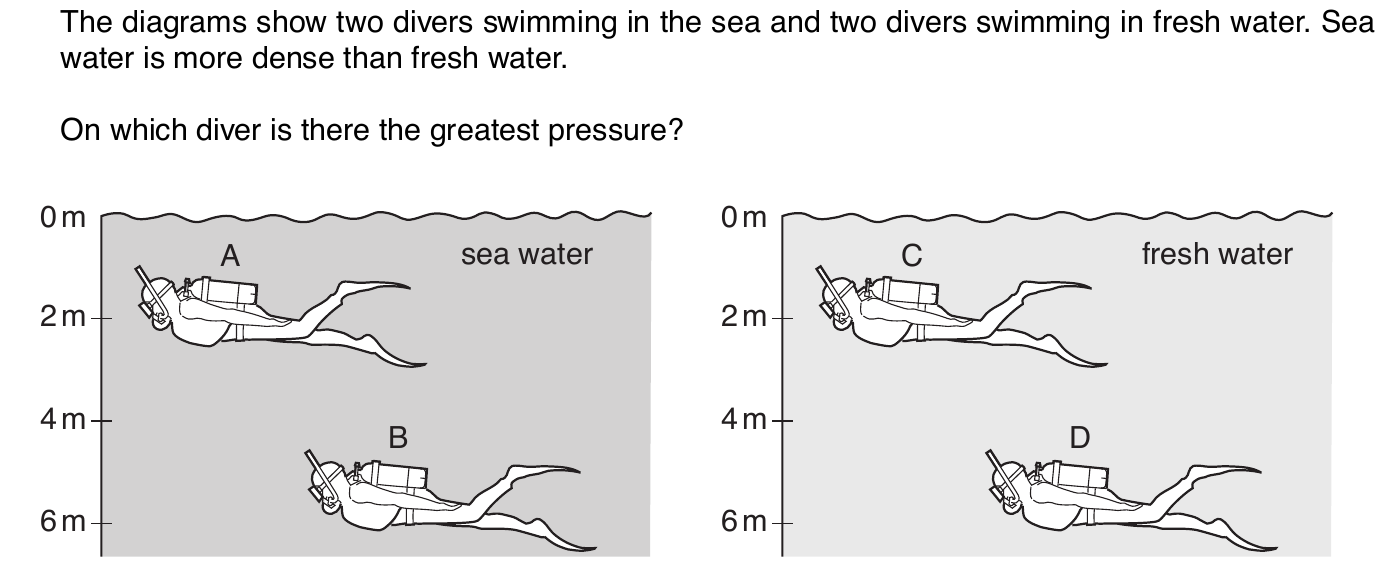 The diagrams show two divers swimming in the sea and two divers swimming in fresh water. Sea
water is more dense than fresh water.
On which diver is there the greatest pressure?
0 m
A
sea water
2 m
4 m
B
6 m
0 m
C
fresh water
2 m
4 m
D
6 m